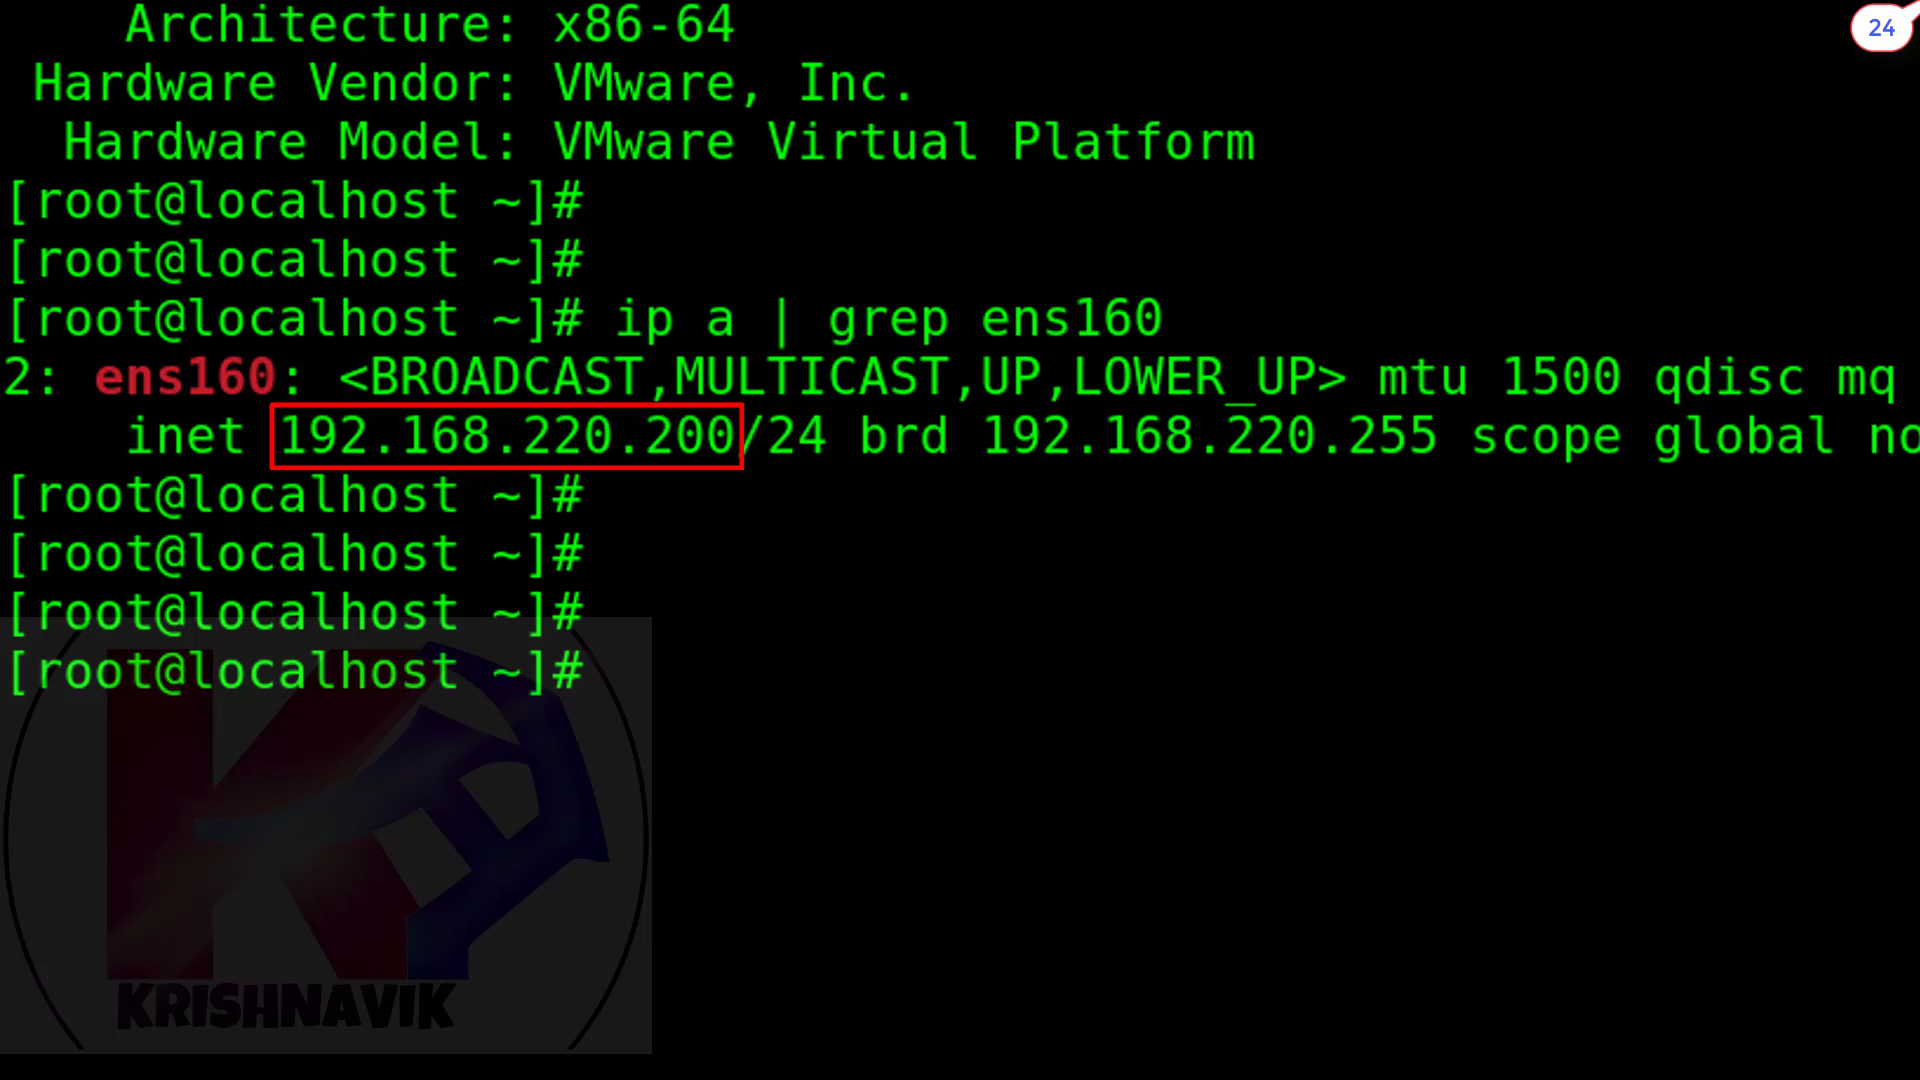 24
Architecture: x86-64
Hardware Vendor: VMware, Inc.
Hardware Model: VMware Virtual Platform
[root@localhost ~]#
[root@localhost ~]#
[root@localhost ~]# ip a | grep ens160
2: ens160: <BROADCAST,MULTICAST,UP,LOWER_UP> mtu 1500 qdisc mq
inet 192.168.220.200/24 brd 192.168.220.255 scope global no
[root@localhost ~]#
[root@localhost ~]#
[root@localhost ~]#
[root@localhost ~]#
KRISHNAVIK